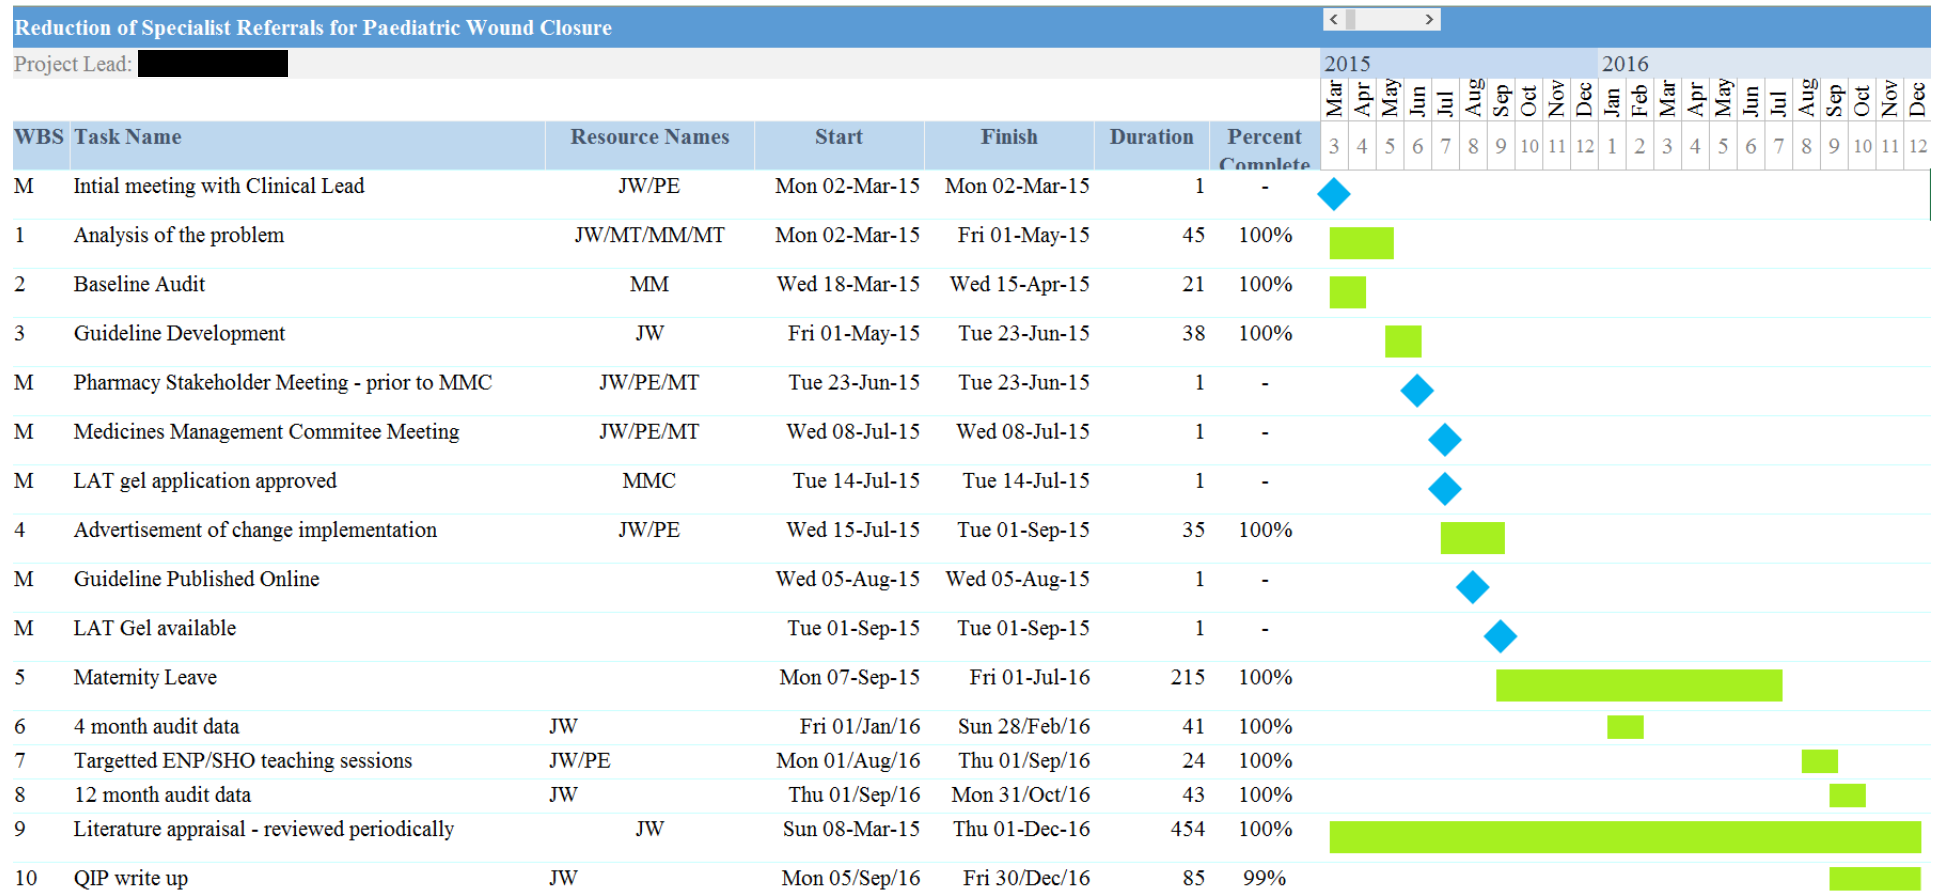 Reduction of Specialist Referrals for Paediatric Wound Closure
Project Lead:
2015 2016
Mar Apr May Jun Jul Aug Sep Oct Nov Dec Jan Feb Mar Apr May Jun Jul Aug Sep Oct Nov Dec
WBS Task Name Resource Names Start Finish Duration Percent Complete 3 4 5 6 7 8 9 10 11 12 1 2 3 4 5 6 7 8 9 10 11 12
M Intial meeting with Clinical Lead JW/PE Mon 02-Mar-15 Mon 02-Mar-15 1 -
1 Analysis of the problem JW/MT/MM/MT Mon 02-Mar-15 Fri 01-May-15 45 100%
2 Baseline Audit MM Wed 18-Mar-15 Wed 15-Apr-15 21 100%
3 Guideline Development JW Fri 01-May-15 Tue 23-Jun-15 38 100%
M Pharmacy Stakeholder Meeting - prior to MMC JW/PE/MT Tue 23-Jun-15 Tue 23-Jun-15 1 -
M Medicines Management Commitee Meeting JW/PE/MT Wed 08-Jul-15 Wed 08-Jul-15 1 -
M LAT gel application approved MMC Tue 14-Jul-15 Tue 14-Jul-15 1 -
4 Advertisement of change implementation JW/PE Wed 15-Jul-15 Tue 01-Sep-15 35 100%
M Guideline Published Online Wed 05-Aug-15 Wed 05-Aug-15 1 -
M LAT Gel available Tue 01-Sep-15 Tue 01-Sep-15 1 -
5 Maternity Leave Mon 07-Sep-15 Fri 01-Jul-16 215 100%
6 4 month audit data JW Fri 01/Jan/16 Sun 28/Feb/16 41 100%
7 Targetted ENP/SHO teaching sessions JW/PE Mon 01/Aug/16 Thu 01/Sep/16 24 100%
8 12 month audit data JW Thu 01/Sep/16 Mon 31/Oct/16 43 100%
9 Literature appraisal - reviewed periodically JW Sun 08-Mar-15 Thu 01-Dec-16 454 100%
10 QIP write up JW Mon 05/Sep/16 Fri 30/Dec/16 85 99%